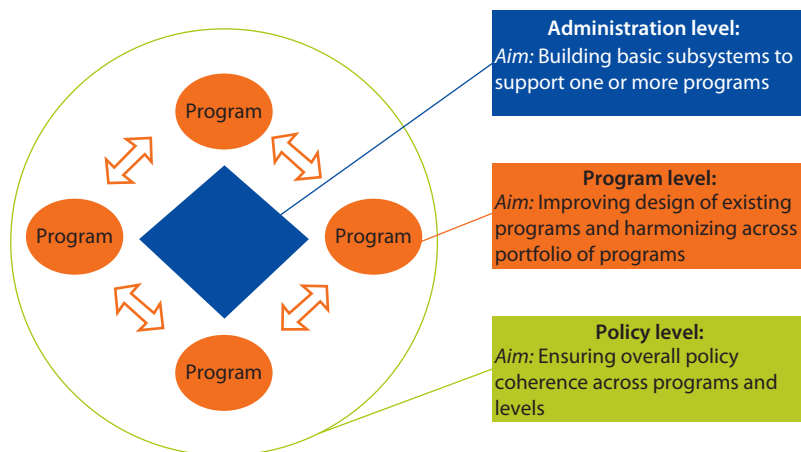 Program
Program
Program
Program
Administration level:
Aim: Building basic subsystems to
support one or more programs
Program level:
Aim: Improving design of existing
programs and harmonizing across
portfolio of programs
Policy level:
Aim: Ensuring overall policy
coherence across programs and
levels